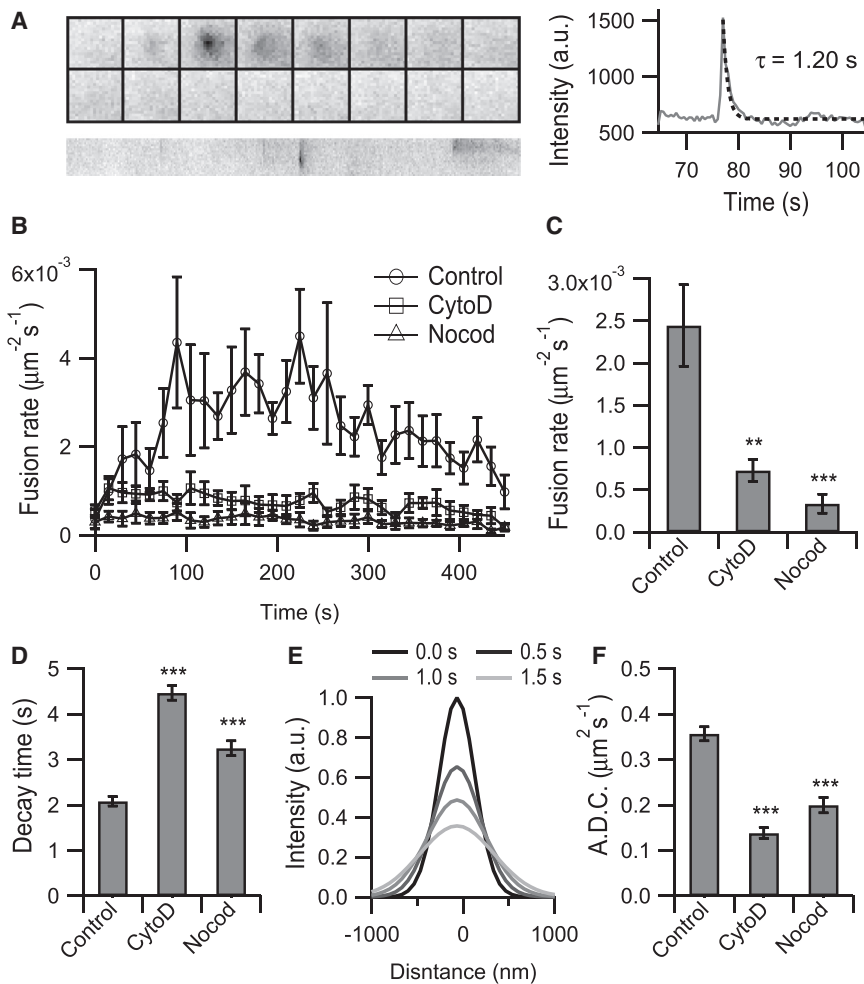 A
Intensity (a.u.)
1500
1000
500
τ = 1.20 s
70 80 90 100
Time (s)
B
Fusion rate (μm⁻²s⁻¹)
6x10⁻³
4
2
0
Control
CytoD
Nocod
0 100 200 300 400
Time (s)
C
Fusion rate (μm⁻²s⁻¹)
3.0x10⁻³
2.5
2.0
1.5
1.0
0.5
0.0
**
***
Control CytoD Nocod
D
Decay time (s)
5
4
3
2
1
0
***
***
Control CytoD Nocod
E
0.0 s 0.5 s
1.0 s 1.5 s
Intensity (a.u.)
1.0
0.8
0.6
0.4
0.2
0.0
-1000 0 1000
Disntance (nm)
F
A.D.C. (μm²s⁻¹)
0.5
0.4
0.3
0.2
0.1
0.0
***
***
Control CytoD Nocod